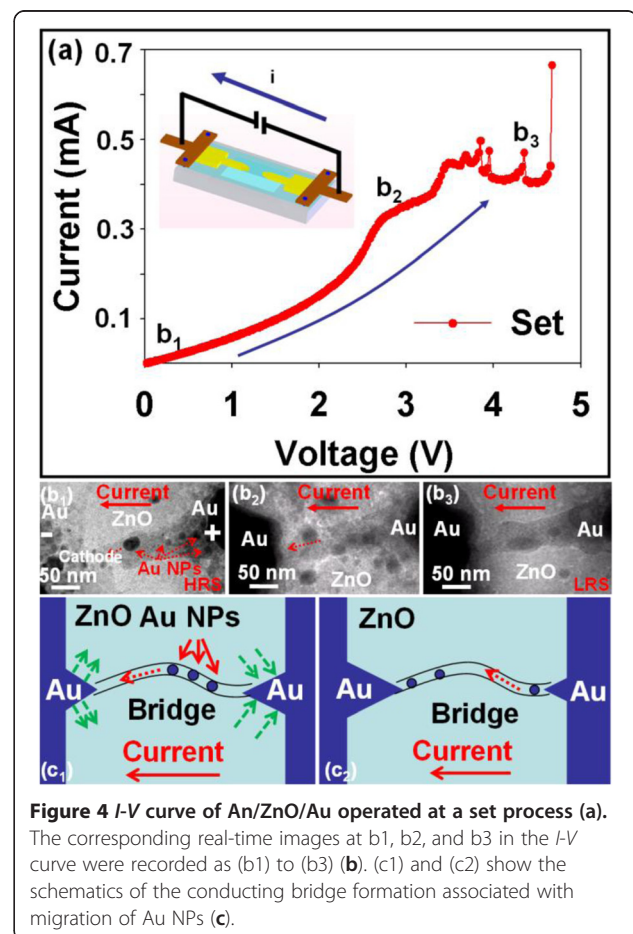 (a)
i
0.7
0.5
0.3
0.1
Current (mA)
b1
b2
b3
Set
0 1 2 3 4 5
Voltage (V)
(b1) Current
Au ZnO Au
- +
Cathode Au NPs
50 nm HRS
(b2) Current
Au Au
50 nm ZnO
(b3) Current
Au Au
50 nm ZnO
LRS
ZnO Au NPs
Au Au
Bridge
Current
(c1)
ZnO
Au Au
Bridge
Current
(c2)
Figure 4 I-V curve of An/ZnO/Au operated at a set process (a).
The corresponding real-time images at b1, b2, and b3 in the I-V
curve were recorded as (b1) to (b3) (b). (c1) and (c2) show the
schematics of the conducting bridge formation associated with
migration of Au NPs (c).